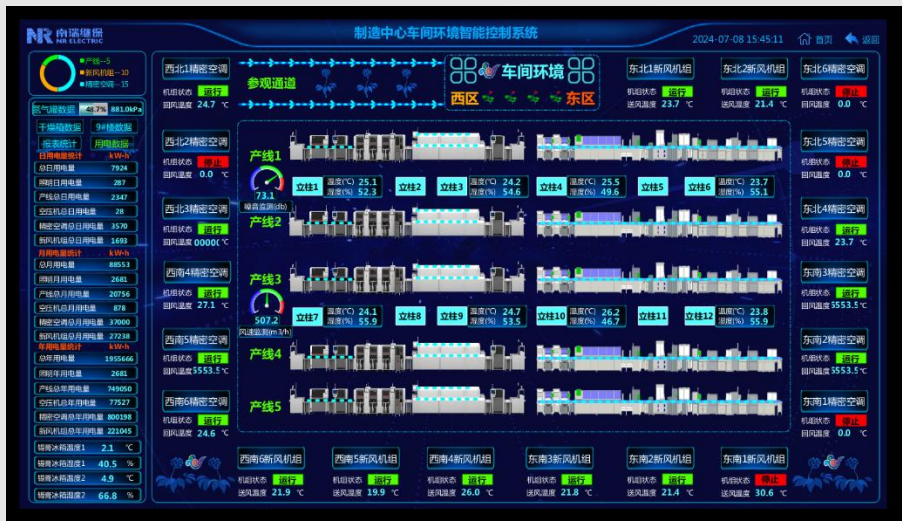 NR 南瑞继保
NR ELECTRIC
制造中心车间环境智能控制系统
2024-07-08 15:45:11 首页 返回
产线--5
新风机组--10
精密空调--15
氮气罐数据 48.7% 881.0kPa
干燥箱数据 9#楼数据
报表统计 用电数据
日用电量统计 kW·h
总日用电量 7924
照明日用电量 287
产线总日用电量 2347
空压机总日用电量 28
精密空调总日用电量 3570
新风机组总日用电量 1693
月用电量统计 kW·h
总月用电量 88553
照明月用电量 2681
产线总月用电量 20756
空压机总月用电量 878
精密空调总月用电量 37000
新风机组总月用电量 27238
年用电量统计 kW·h
总年用电量 1955666
照明年用电量 2681
产线总年用电量 749050
空压机总年用电量 77527
精密空调总年用电量 800198
新风机组总年用电量 221045
锡膏冰箱温度1 2.1 ℃
锡膏冰箱湿度1 40.5 %
锡膏冰箱温度2 4.9 ℃
锡膏冰箱湿度2 66.8 %
西北1精密空调
机组状态 运行
回风温度 24.7 ℃
西北2精密空调
机组状态 停止
回风温度 0.0 ℃
西北3精密空调
机组状态 运行
回风温度 0000( ℃
西南4精密空调
机组状态 运行
回风温度 27.1 ℃
西南5精密空调
机组状态 运行
回风温度 5553.5 ℃
西南6精密空调
机组状态 运行
回风温度 24.6 ℃
参观通道
车间环境
西区 东区
东北1新风机组
机组状态 运行
送风温度 23.7 ℃
东北2新风机组
机组状态 运行
送风温度 21.4 ℃
东北6精密空调
机组状态 运行
回风温度 0.0 ℃
东北5精密空调
机组状态 停止
回风温度 0.0 ℃
东北4精密空调
机组状态 运行
回风温度 23.7 ℃
东南3精密空调
机组状态 运行
回风温度 5553.5 ℃
东南2精密空调
机组状态 运行
回风温度 5553.5 ℃
东南1精密空调
机组状态 停止
回风温度 0.0 ℃
产线1
73.1
噪音监测(db)
立柱1 温度(℃) 25.1
湿度(%) 52.3
立柱2
立柱3 温度(℃) 24.2
湿度(%) 54.6
立柱4 温度(℃) 25.5
湿度(%) 49.6
立柱5
立柱6 温度(℃) 23.7
湿度(%) 55.1
产线2
产线3
507.2
风速监测(m3/h)
立柱7 温度(℃) 24.1
湿度(%) 55.9
立柱8
立柱9 温度(℃) 24.7
湿度(%) 53.5
立柱10 温度(℃) 26.2
湿度(%) 46.7
立柱11
立柱12 温度(℃) 23.8
湿度(%) 55.9
产线4
产线5
西南6新风机组
机组状态 运行
送风温度 21.9 ℃
西南5新风机组
机组状态 运行
送风温度 19.9 ℃
西南4新风机组
机组状态 运行
送风温度 26.0 ℃
东南3新风机组
机组状态 运行
送风温度 21.8 ℃
东南2新风机组
机组状态 运行
送风温度 21.4 ℃
东南1新风机组
机组状态 停止
送风温度 30.6 ℃